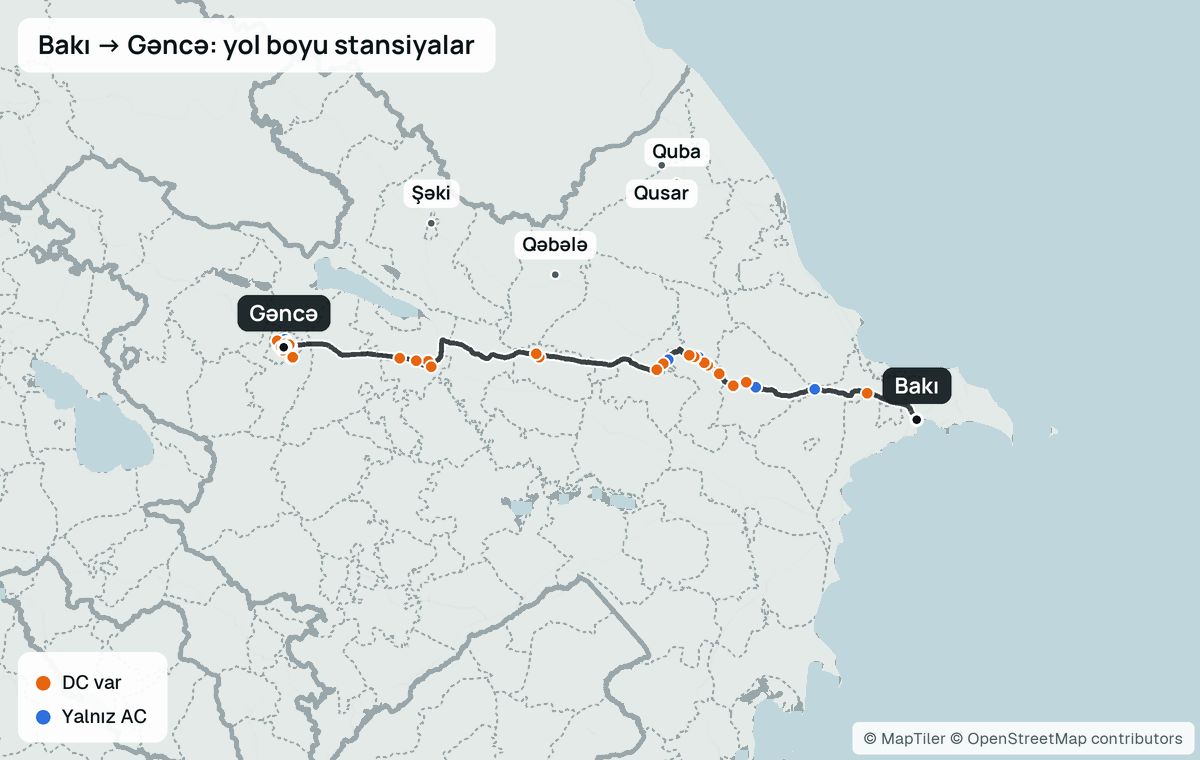 Bakı → Gəncə: yol boyu stansiyalar
Quba
Şəki
Qusar
Qəbələ
Gəncə
Bakı
DC var
Yalnız AC
© MapTiler © OpenStreetMap contributors